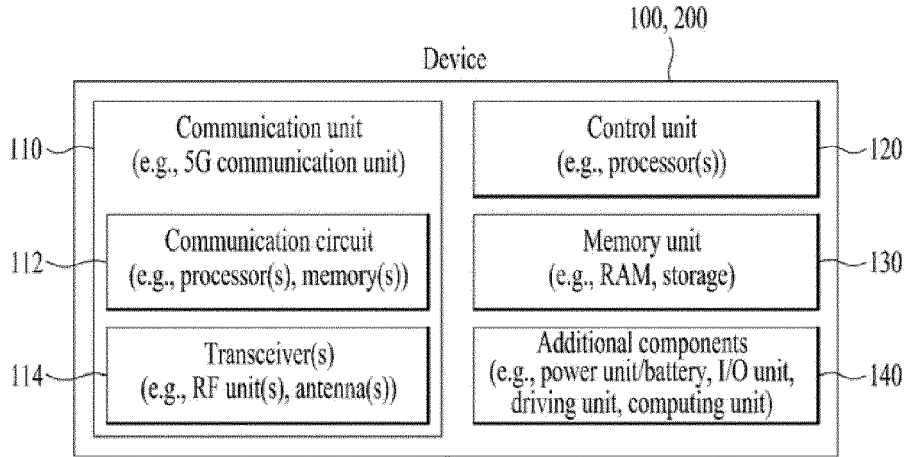 100, 200
Device
110
Communication unit
(e.g., 5G communication unit)
112
Communication circuit
(e.g., processor(s), memory(s))
114
Transceiver(s)
(e.g., RF unit(s), antenna(s))
Control unit
(e.g., processor(s))
120
Memory unit
(e.g., RAM, storage)
130
Additional components
(e.g., power unit/battery, I/O unit,
driving unit, computing unit)
140